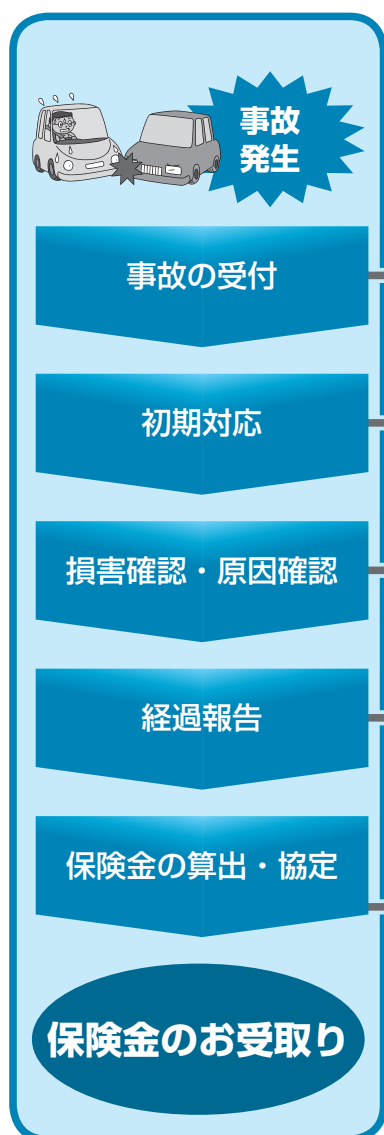 事故
発生
事故の受付
初期対応
損害確認・原因確認
経過報告
保険金の算出・協定
保険金のお受取り